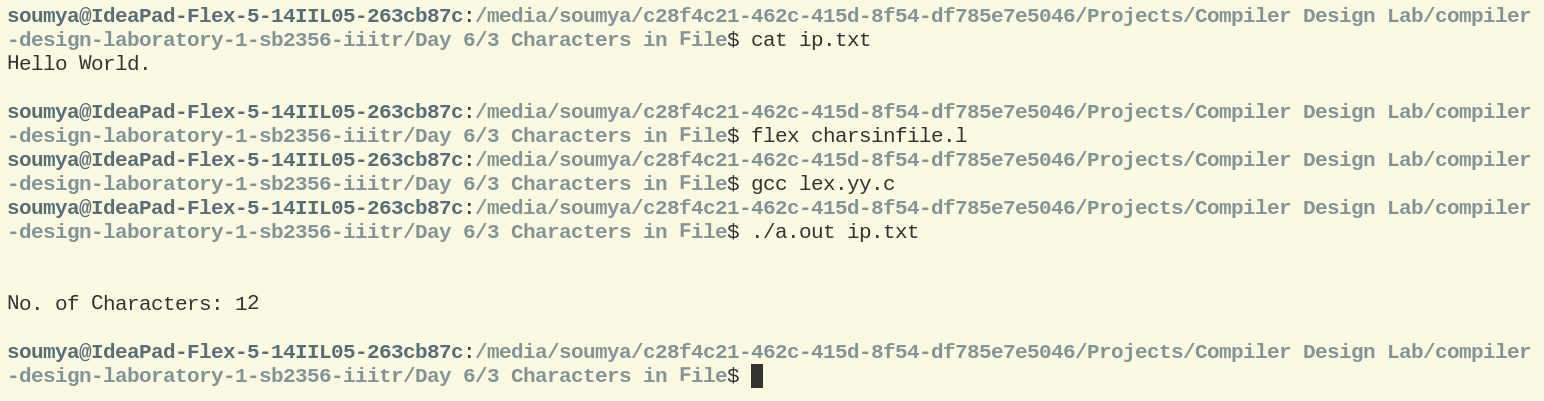 soumya@IdeaPad-Flex-5-14IIL05-263cb87c:/media/soumya/c28f4c21-462c-415d-8f54-df785e7e5046/Projects/Compiler Design Lab/compiler
-design-laboratory-1-sb2356-iiitr/Day 6/3 Characters in File$ cat ip.txt
Hello World.
soumya@IdeaPad-Flex-5-14IIL05-263cb87c:/media/soumya/c28f4c21-462c-415d-8f54-df785e7e5046/Projects/Compiler Design Lab/compiler
-design-laboratory-1-sb2356-iiitr/Day 6/3 Characters in File$ flex charsinfile.l
soumya@IdeaPad-Flex-5-14IIL05-263cb87c:/media/soumya/c28f4c21-462c-415d-8f54-df785e7e5046/Projects/Compiler Design Lab/compiler
-design-laboratory-1-sb2356-iiitr/Day 6/3 Characters in File$ gcc lex.yy.c
soumya@IdeaPad-Flex-5-14IIL05-263cb87c:/media/soumya/c28f4c21-462c-415d-8f54-df785e7e5046/Projects/Compiler Design Lab/compiler
-design-laboratory-1-sb2356-iiitr/Day 6/3 Characters in File$ ./a.out ip.txt
No. of Characters: 12
soumya@IdeaPad-Flex-5-14IIL05-263cb87c:/media/soumya/c28f4c21-462c-415d-8f54-df785e7e5046/Projects/Compiler Design Lab/compiler
-design-laboratory-1-sb2356-iiitr/Day 6/3 Characters in File$